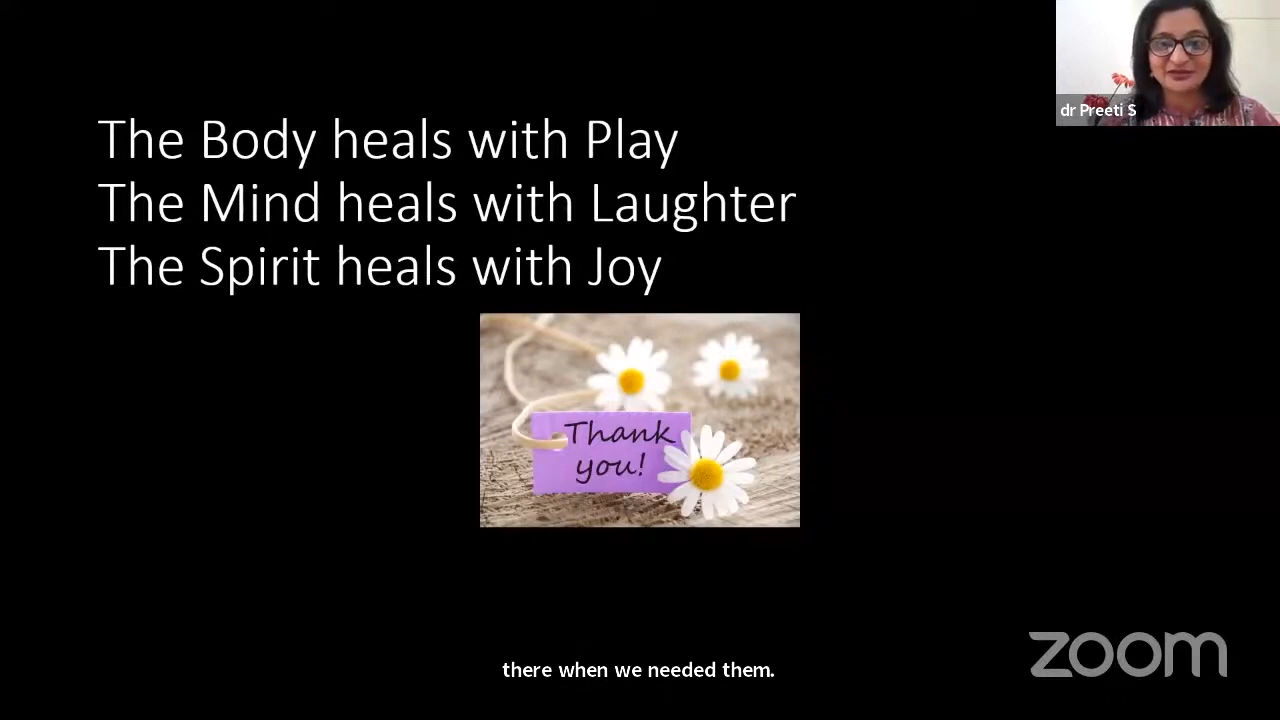 dr Preeti S
The Body heals with Play
The Mind heals with Laughter
The Spirit heals with Joy
Thank
you!
there when we needed them.
zoom